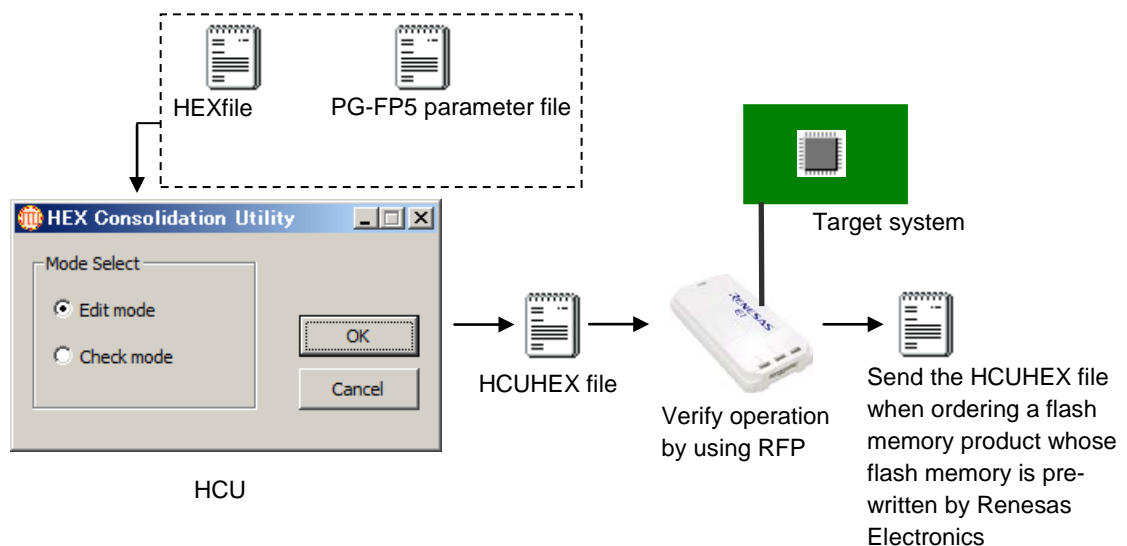 HEXfile
PG-FP5 parameter file
HEX Consolidation Utility
Mode Select
Edit mode
Check mode
OK
Cancel
HCU
HCUHEX file
RENESAS
E1
Verify operation
by using RFP
Target system
Send the HCUHEX file
when ordering a flash
memory product whose
flash memory is pre-
written by Renesas
Electronics